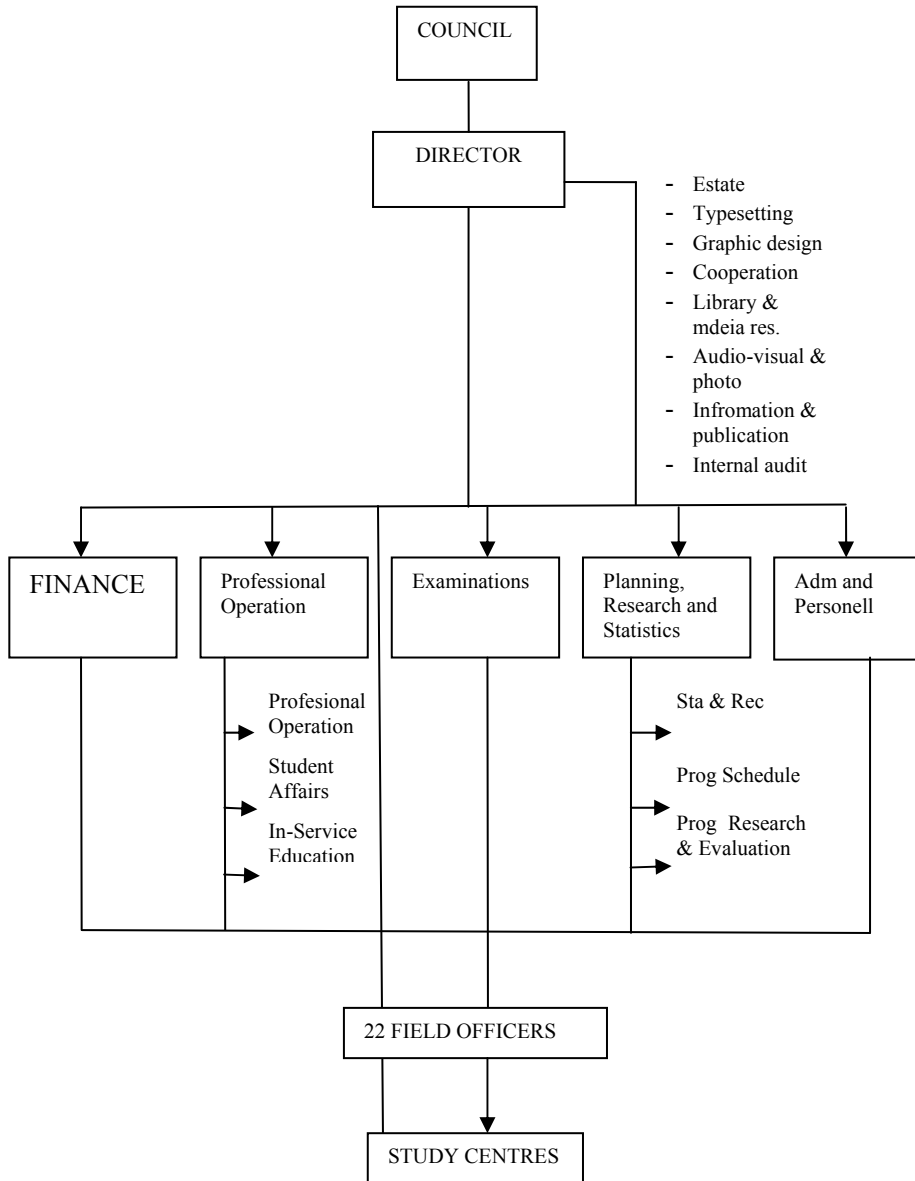 COUNCIL
DIRECTOR
- Estate
- Typesetting
- Graphic design
- Cooperation
- Library &
mdeia res.
- Audio-visual &
photo
- Infromation &
publication
- Internal audit
FINANCE
Professional
Operation
Examinations
Planning,
Research and
Statistics
Adm and
Personell
Profesional
Operation
Student
Affairs
In-Service
Education
Sta & Rec
Prog Schedule
Prog Research
& Evaluation
22 FIELD OFFICERS
STUDY CENTRES